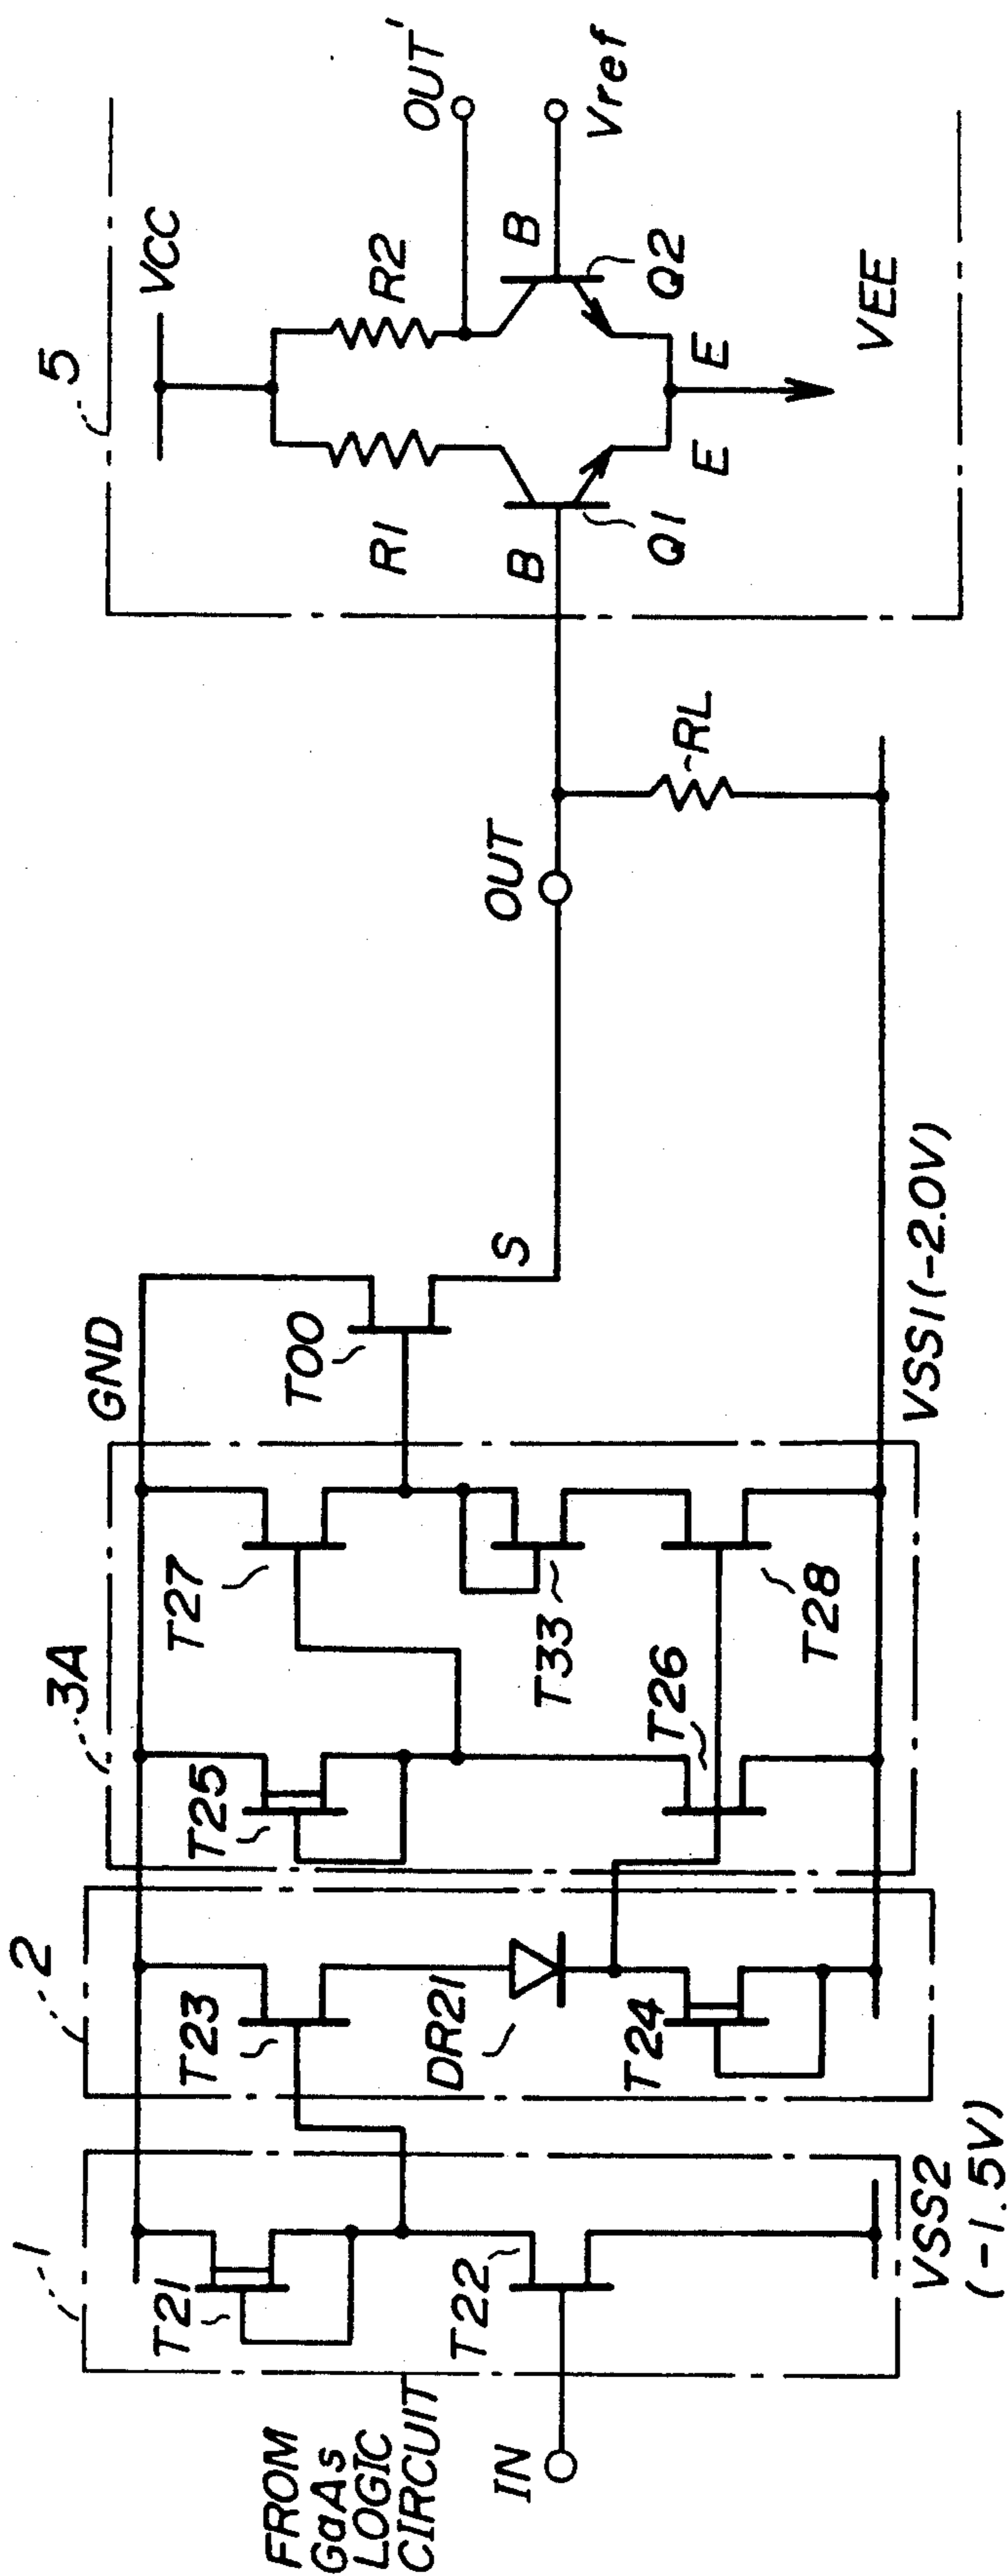 FROM
GaAs
LOGIC
CIRCUIT
IN
1
T21
T22
VSS2
(-1.5V)
2
T23
DR21
T24
3A
T25
T26
T27
T33
T28
GND
T00
S
VSS1(-2.0V)
OUT
RL
5
VCC
R1
R2
B
B
Q1
Q2
E
E
VEE
OUT'
Vref